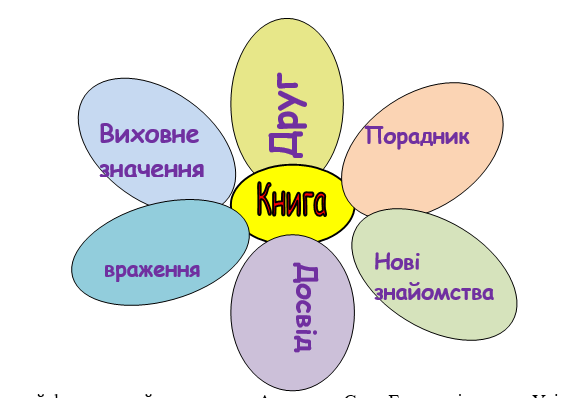 Друг
Виховне
значення
Порадник
Книга
враження
Нові
знайомства
Досвід